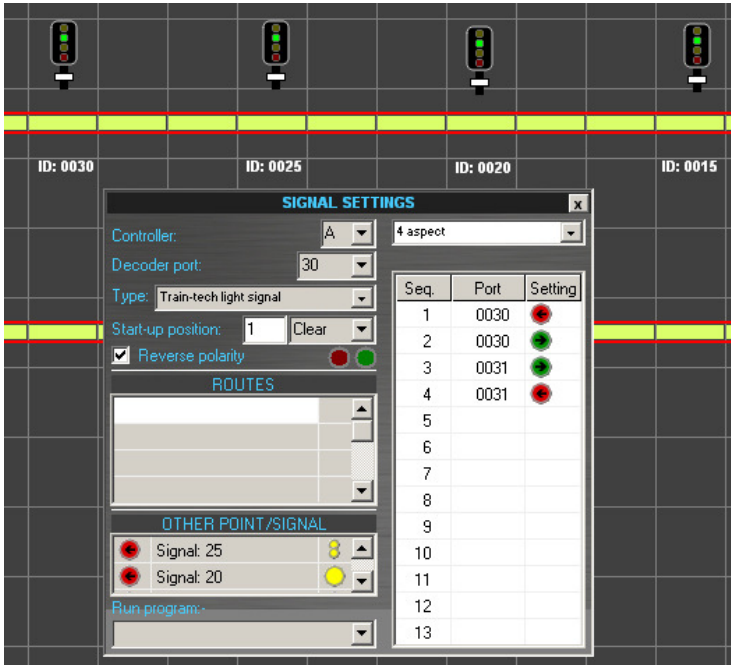 ID: 0030 ID: 0025 ID: 0020 ID: 0015
SIGNAL SETTINGS x
Controller: A
Decoder port: 30
Type: Train-tech light signal
Start-up position: 1 Clear
Reverse polarity
ROUTES
OTHER POINT/SIGNAL
Signal: 25
Signal: 20
Run program:-
4 aspect
Seq. Port Setting
1 0030
2 0030
3 0031
4 0031
5
6
7
8
9
10
11
12
13